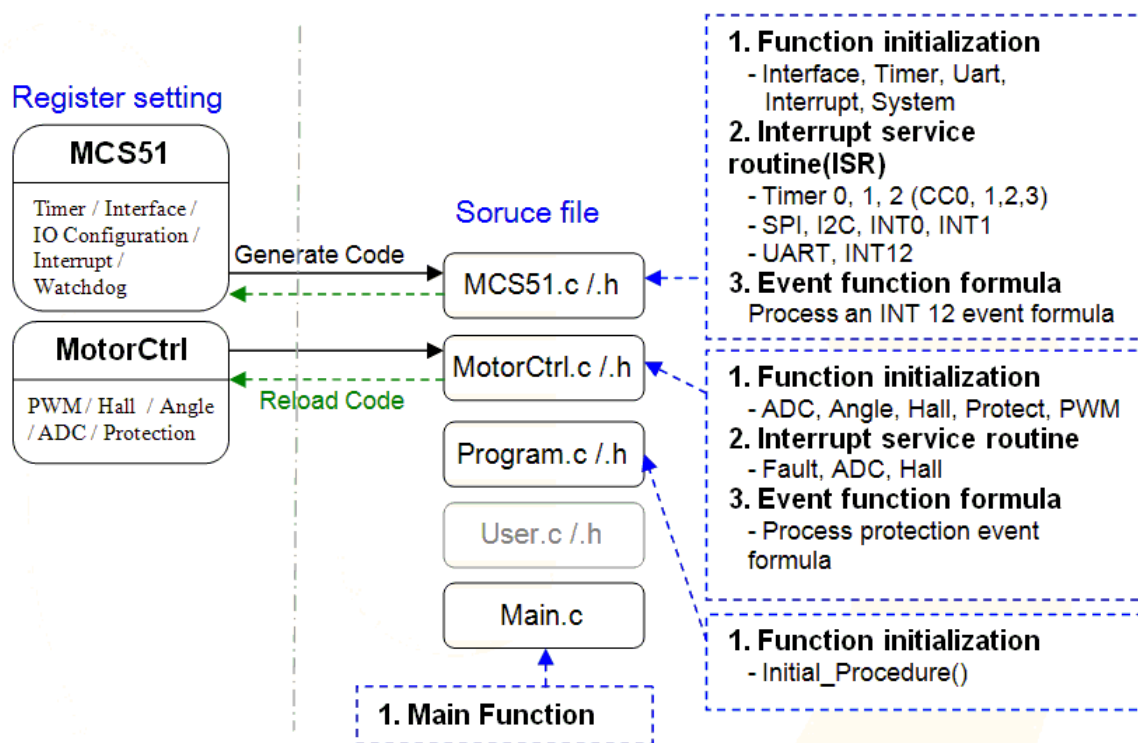 Register setting
MCS51
Timer / Interface /
IO Configuration /
Interrupt /
Watchdog
MotorCtrl
PWM / Hall / Angle
/ ADC / Protection
Generate Code
Reload Code
Soruce file
MCS51.c /.h
MotorCtrl.c /.h
Program.c /.h
User.c /.h
Main.c
1. Main Function
1. Function initialization
- Interface, Timer, Uart,
Interrupt, System
2. Interrupt service
routine(ISR)
- Timer 0, 1, 2 (CC0, 1,2,3)
- SPI, I2C, INT0, INT1
- UART, INT12
3. Event function formula
Process an INT 12 event formula
1. Function initialization
- ADC, Angle, Hall, Protect, PWM
2. Interrupt service routine
- Fault, ADC, Hall
3. Event function formula
- Process protection event
formula
1. Function initialization
- Initial_Procedure()